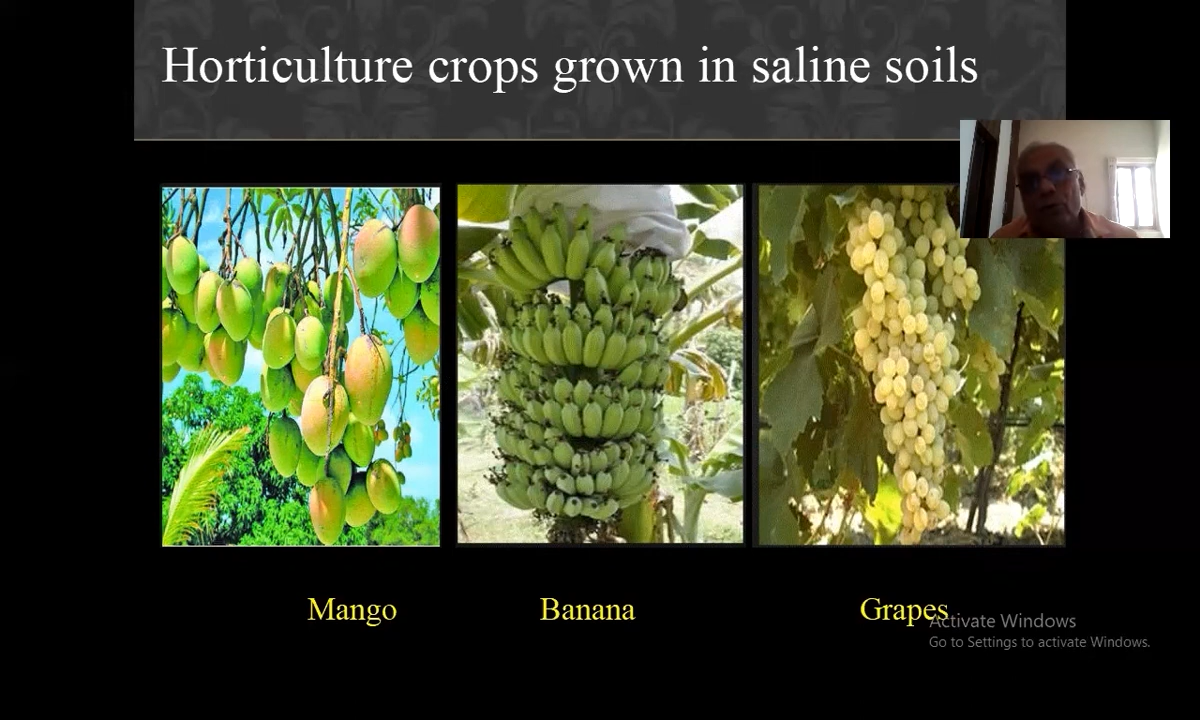 Horticulture crops grown in saline soils
Mango
Banana
Grapes
Activate Windows
Go to Settings to activate Windows.